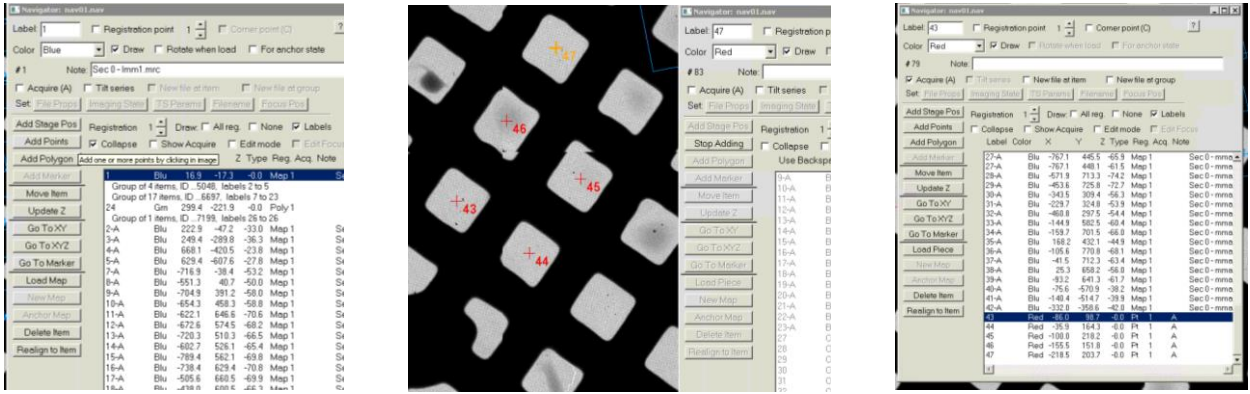 Navigator: nav01.nav
Label: 1 Registration point 1 Corner point (C) ?
Color Blue Draw Rotate when load For anchor state
# 1 Note: Sec 0 - lmm1.mrc
Acquire (A) Tilt series New file at item New file at group
Set: File Props Imaging State TS Params Filename Focus Pos
Add Stage Pos Registration 1 Draw: All reg. None Labels
Add Points Collapse Show Acquire Edit mode Edit Focus
Add Polygon Add one or more points by clicking in image Z Type Reg. Acq. Note
Add Marker
Move Item
Update Z
Go To XY
Go To XYZ
Go To Marker
Load Map
New Map
Anchor Map
Delete Item
Realign to Item
1 Blu 16.9 -17.3 -0.0 Map 1
Group of 4 items, ID ...5048, labels 2 to 5
Group of 17 items, ID ...6697, labels 7 to 23
24 Grn 299.4 -221.9 -0.0 Poly 1
Group of 1 items, ID ...7199, labels 26 to 26
2-A Blu 222.9 -47.2 -33.0 Map 1
3-A Blu 249.4 -289.8 -36.3 Map 1
4-A Blu 668.1 -420.5 -23.8 Map 1
5-A Blu 629.4 -607.6 -27.8 Map 1
7-A Blu -716.9 -38.4 -53.2 Map 1
8-A Blu -551.3 40.7 -50.0 Map 1
9-A Blu -704.9 391.2 -58.0 Map 1
10-A Blu -654.3 458.3 -58.8 Map 1
11-A Blu -622.1 646.6 -70.6 Map 1
12-A Blu -672.6 574.5 -68.2 Map 1
13-A Blu -720.3 510.3 -66.5 Map 1
14-A Blu -602.7 526.1 -65.4 Map 1
15-A Blu -789.4 562.1 -69.8 Map 1
16-A Blu -738.4 629.4 -70.8 Map 1
17-A Blu -505.6 660.5 -69.9 Map 1
18-A Blu -438.0 600.5 -66.3 Map 1
47
46
45
43
44
Navigator: nav01.nav
Label: 47 Registration p
Color Red Draw
# 83 Note:
Acquire (A) Tilt series
Set: File Props Imaging State
Add Stage Pos Registration 1
Stop Adding Collapse
Add Polygon Use Backsp
Add Marker
Move Item
Update Z
Go To XY
Go To XYZ
Go To Marker
Load Piece
New Map
Anchor Map
Delete Item
Realign to Item
9-A
10-A
11-A
12-A
13-A
14-A
15-A
16-A
17-A
18-A
19-A
20-A
21-A
22-A
23-A
27
28
29
30
31
32
Navigator: nav01.nav
Label: 43 Registration point 1 Corner point (C) ?
Color Red Draw Rotate when load For anchor state
# 79 Note:
Acquire (A) Tilt series New file at item New file at group
Set: File Props Imaging State TS Params Filename Focus Pos
Add Stage Pos Registration 1 Draw: All reg. None Labels
Add Points Collapse Show Acquire Edit mode Edit Focus
Add Polygon Label Color X Y Z Type Reg. Acq. Note
Add Marker
Move Item
Update Z
Go To XY
Go To XYZ
Go To Marker
Load Piece
New Map
Anchor Map
Delete Item
Realign to Item
27-A Blu -767.1 445.5 -65.9 Map 1 Sec 0 - mma
27-A Blu -767.1 448.1 -61.5 Map 1
28-A Blu -571.9 713.3 -74.2 Map 1 Sec 0 - mma
29-A Blu -453.6 725.8 -72.7 Map 1 Sec 0 - mma
30-A Blu -343.5 309.4 -56.3 Map 1 Sec 0 - mma
31-A Blu -229.7 324.8 -53.9 Map 1 Sec 0 - mma
32-A Blu -460.8 297.5 -54.4 Map 1 Sec 0 - mma
33-A Blu -144.9 582.5 -60.4 Map 1 Sec 0 - mma
34-A Blu -159.7 701.5 -66.0 Map 1 Sec 0 - mma
35-A Blu 168.2 432.1 -44.9 Map 1 Sec 0 - mma
36-A Blu -105.6 770.8 -68.1 Map 1 Sec 0 - mma
37-A Blu -41.5 712.3 -63.4 Map 1 Sec 0 - mma
38-A Blu 25.3 658.2 -56.0 Map 1 Sec 0 - mma
39-A Blu -93.2 641.3 -61.7 Map 1 Sec 0 - mma
40-A Blu -75.6 -570.9 -38.2 Map 1 Sec 0 - mma
41-A Blu -140.4 -514.7 -39.9 Map 1 Sec 0 - mma
42-A Blu -332.8 -358.6 -42.8 Map 1 Sec 0 - mma
43 Red -86.0 98.7 -0.0 Pt 1 A
44 Red -35.9 164.3 -0.0 Pt 1 A
45 Red -100.0 218.2 -0.0 Pt 1 A
46 Red -155.5 151.8 -0.0 Pt 1 A
47 Red -218.5 203.7 -0.0 Pt 1 A